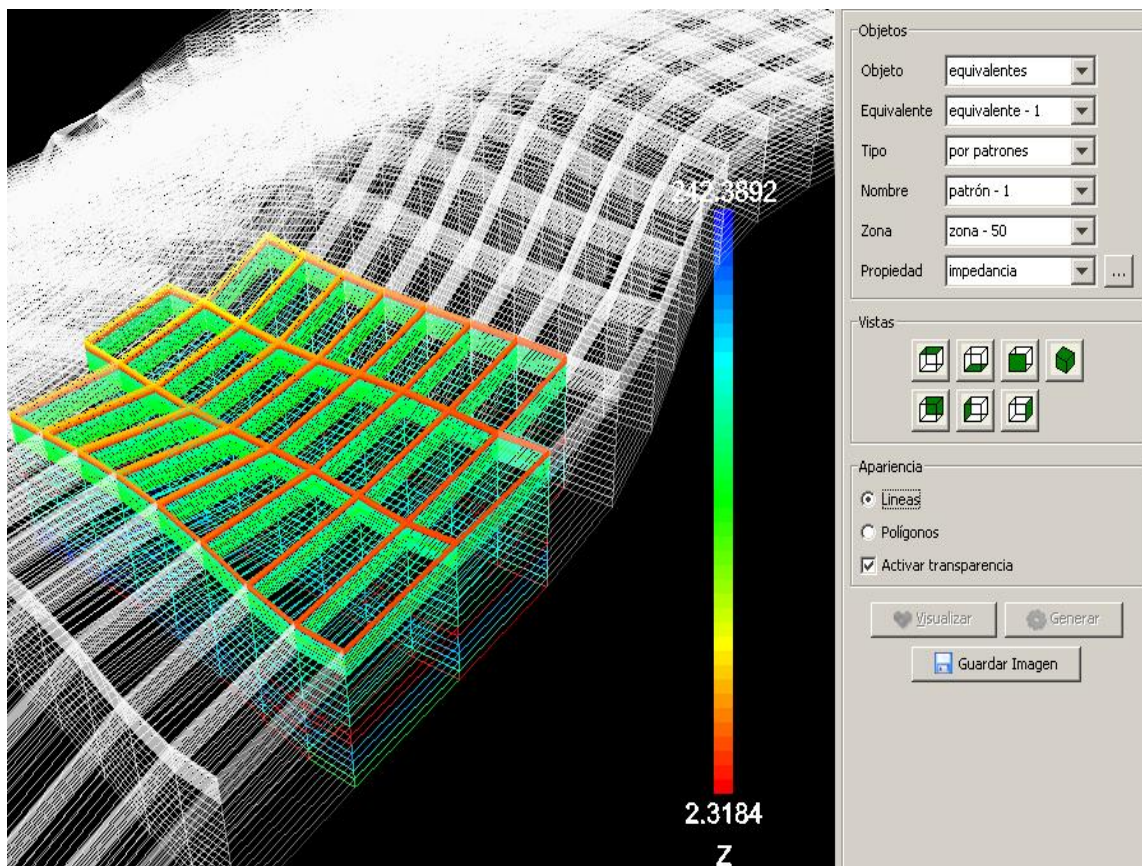 242.3892
2.3184
Z
Objetos
Objeto equivalentes
Equivalente equivalente - 1
Tipo por patrones
Nombre patrón - 1
Zona zona - 50
Propiedad impedancia ...
Vistas
Apariencia
Lineas
Polígonos
Activar transparencia
Visualizar Generar
Guardar Imagen